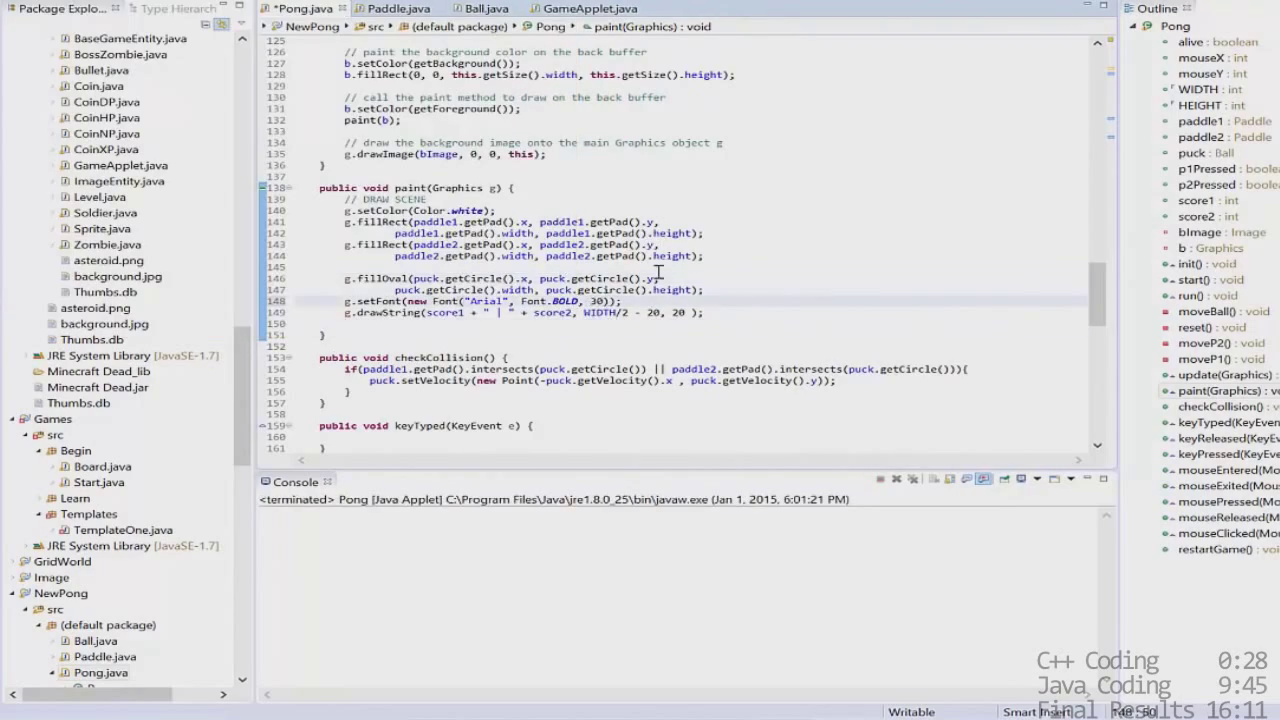 Package Explo...
Type Hierarch
*Pong.java
Paddle.java
Ball.java
GameApplet.java
Outline
NewPong
src
(default package)
Pong
paint(Graphics) : void
BaseGameEntity.java
BossZombie.java
Bullet.java
Coin.java
CoinDP.java
CoinHP.java
CoinNP.java
CoinXP.java
GameApplet.java
ImageEntity.java
Level.java
Soldier.java
Sprite.java
Zombie.java
asteroid.png
background.jpg
Thumbs.db
asteroid.png
background.jpg
Thumbs.db
JRE System Library [JavaSE-1.7]
Minecraft Dead_lib
Minecraft Dead.jar
Thumbs.db
Games
src
Begin
Board.java
Start.java
Learn
Templates
TemplateOne.java
JRE System Library [JavaSE-1.7]
GridWorld
Image
NewPong
src
(default package)
Ball.java
Paddle.java
Pong.java
125
126 // paint the background color on the back buffer
127 b.setColor(getBackground());
128 b.fillRect(0, 0, this.getSize().width, this.getSize().height);
129
130 // call the paint method to draw on the back buffer
131 b.setColor(getForeground());
132 paint(b);
133
134 // draw the background image onto the main Graphics object g
135 g.drawImage(bImage, 0, 0, this);
136 }
137
138 public void paint(Graphics g) {
139 // DRAW SCENE
140 g.setColor(Color.white);
141 g.fillRect(paddle1.getPad().x, paddle1.getPad().y,
142 paddle1.getPad().width, paddle1.getPad().height);
143 g.fillRect(paddle2.getPad().x, paddle2.getPad().y,
144 paddle2.getPad().width, paddle2.getPad().height);
145
146 g.fillOval(puck.getCircle().x, puck.getCircle().y,
147 puck.getCircle().width, puck.getCircle().height);
148 g.setFont(new Font("Arial", Font.BOLD, 30));
149 g.drawString(score1 + " | " + score2, WIDTH/2 - 20, 20 );
150
151 }
152
153 public void checkCollision() {
154 if(paddle1.getPad().intersects(puck.getCircle()) || paddle2.getPad().intersects(puck.getCircle())){
155 puck.setVelocity(new Point(-puck.getVelocity().x , puck.getVelocity().y));
156 }
157 }
158
159 public void keyTyped(KeyEvent e) {
160
161 }
Console
<terminated> Pong [Java Applet] C:\Program Files\Java\jre1.8.0_25\bin\javaw.exe (Jan 1, 2015, 6:01:21 PM)
Pong
alive : boolean
mouseX : int
mouseY : int
WIDTH : int
HEIGHT : int
paddle1 : Paddle
paddle2 : Paddle
puck : Ball
p1Pressed : boolean
p2Pressed : boolean
score1 : int
score2 : int
bImage : Image
b : Graphics
init() : void
start() : void
run() : void
moveBall() : void
reset() : void
moveP2() : void
moveP1() : void
update(Graphics) :
paint(Graphics) : vo
checkCollision() : void
keyTyped(KeyEvent
keyReleased(KeyEven
keyPressed(KeyEvent
mouseEntered(Mous
mouseExited(Mouse
mousePressed(Mous
mouseReleased(Mou
mouseClicked(Mous
restartGame() : void
C++ Coding 0:28
Java Coding 9:45
Final Results 16:11
Writable
Smart Insert